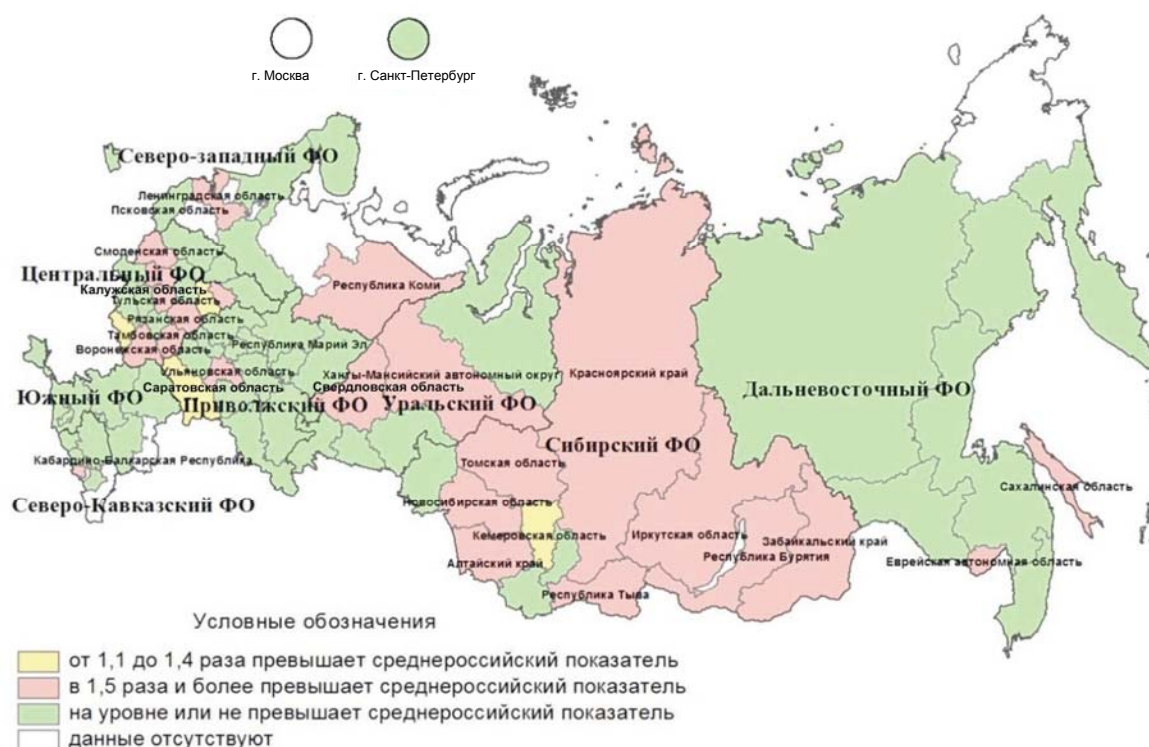 г. Москва
г. Санкт-Петербург
Северо-западный ФО
Ленинградская область
Псковская область
Смоленская область
Центральный ФО
Калужская область
Республика Коми
Тульская область
Рязанская область
Тамбовская область
Республика Марий Эл
Воронежская область
Ульяновская область
Ханты-Мансийский автономный округ
Красноярский край
Саратовская область
Свердловская область
Южный ФО
Приволжский ФО
Уральский ФО
Дальневосточный ФО
Сибирский ФО
Кабардино-Балкарская Республика
Томская область
Сахалинская область
Северо-Кавказский ФО
Новосибирская область
Кемеровская область
Иркутская область
Забайкальский край
Республика Бурятия
Алтайский край
Еврейская автономная область
Республика Тыва
Условные обозначения
от 1,1 до 1,4 раза превышает среднероссийский показатель
в 1,5 раза и более превышает среднероссийский показатель
на уровне или не превышает среднероссийский показатель
данные отсутствуют